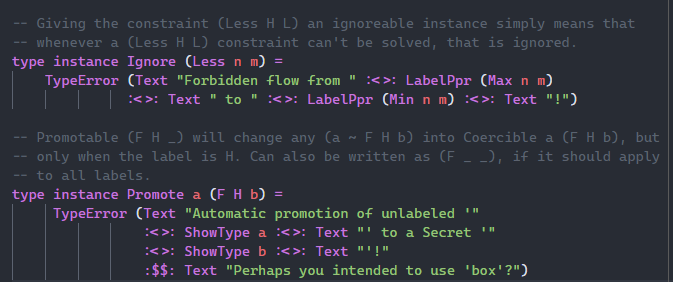 -- Giving the constraint (Less H L) an ignoreable instance simply means that
-- whenever a (Less H L) constraint can't be solved, that is ignored.
type instance Ignore (Less n m) =
    TypeError (Text "Forbidden flow from " :<>: LabelPpr (Max n m)
              :<>: Text " to " :<>: LabelPpr (Min n m) :<>: Text "!")

-- Promotable (F H _) will change any (a ~ F H b) into Coercible a (F H b), but
-- only when the label is H. Can also be written as (F _ _), if it should apply
-- to all labels.
type instance Promote a (F H b) =
     TypeError (Text "Automatic promotion of unlabeled '"
                :<>: ShowType a :<>: Text "' to a Secret '"
                :<>: ShowType b :<>: Text "'!"
                :$$: Text "Perhaps you intended to use 'box'?")